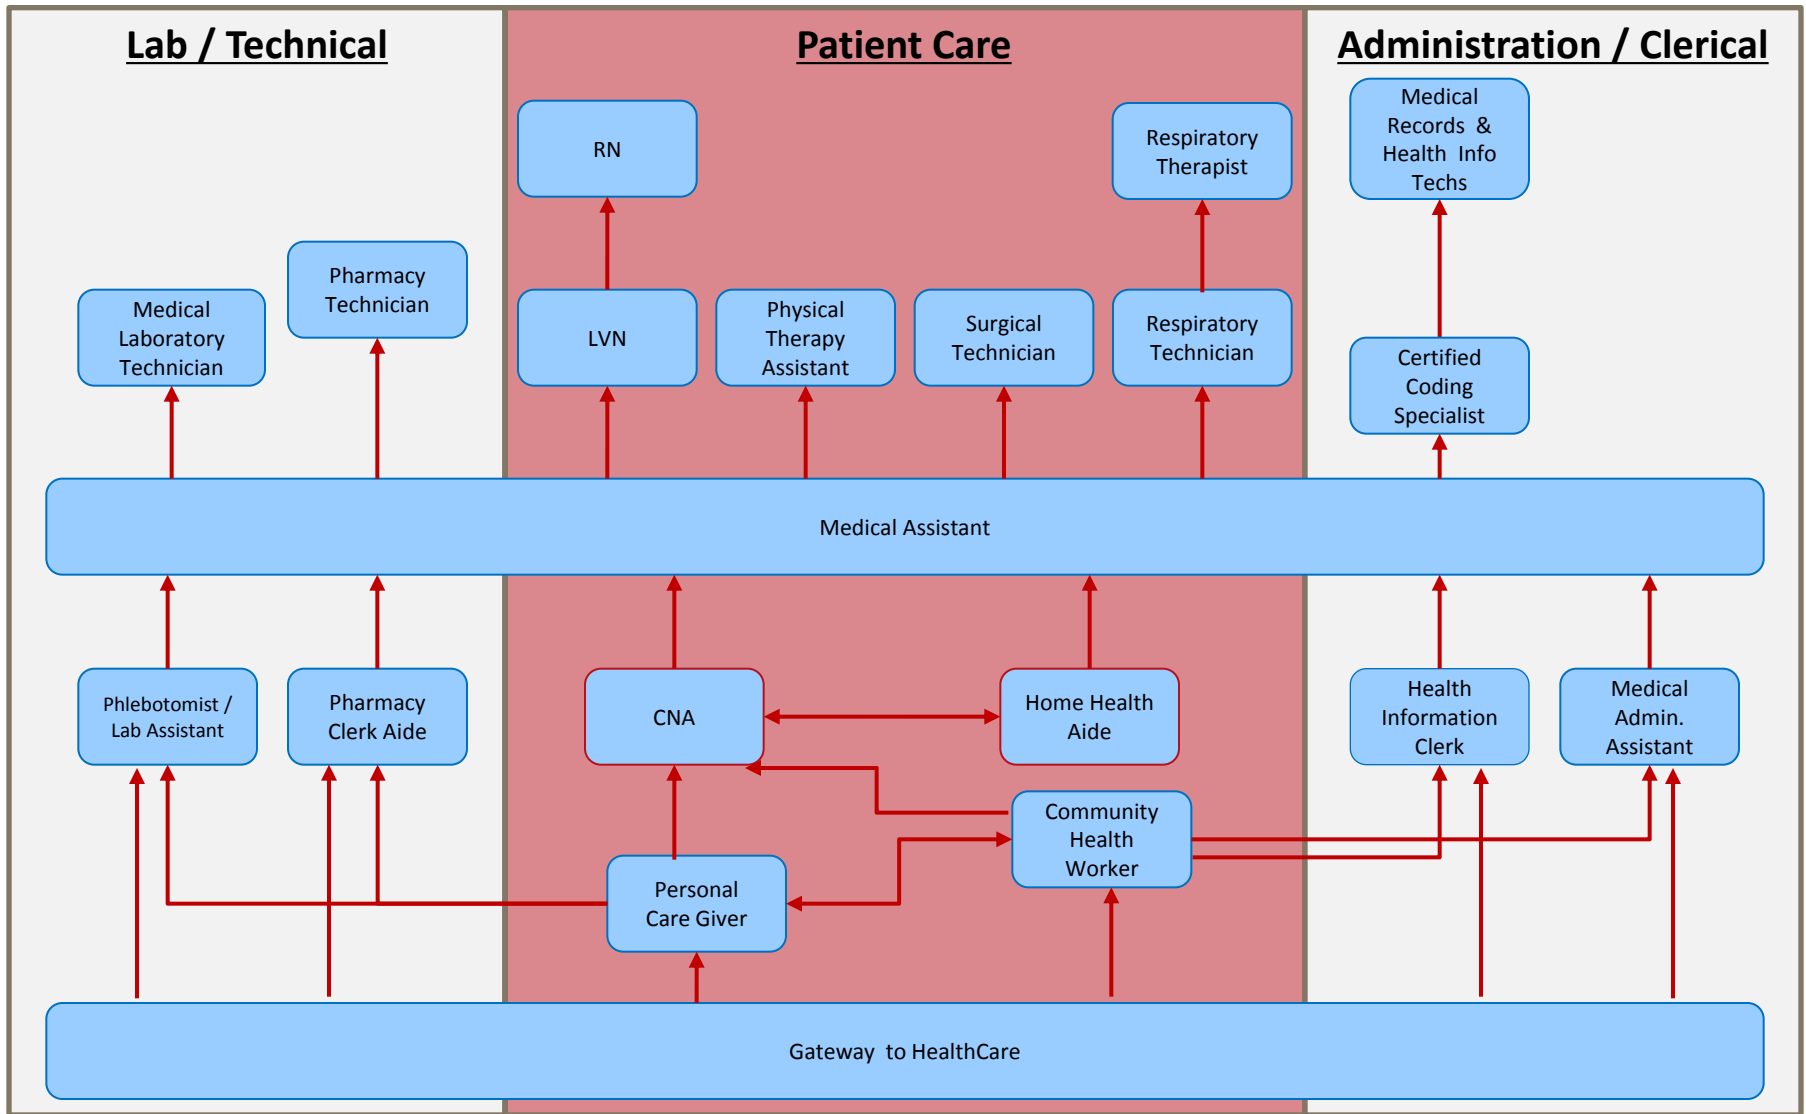 Lab / Technical
Patient Care
Administration / Clerical
Medical
Records &
Health Info
Techs
RN
Respiratory
Therapist
Pharmacy
Technician
Medical
Laboratory
Technician
LVN
Physical
Therapy
Assistant
Surgical
Technician
Respiratory
Technician
Certified
Coding
Specialist
Medical Assistant
Phlebotomist /
Lab Assistant
Pharmacy
Clerk Aide
CNA
Home Health
Aide
Health
Information
Clerk
Medical
Admin.
Assistant
Community
Health
Worker
Personal
Care Giver
Gateway to HealthCare